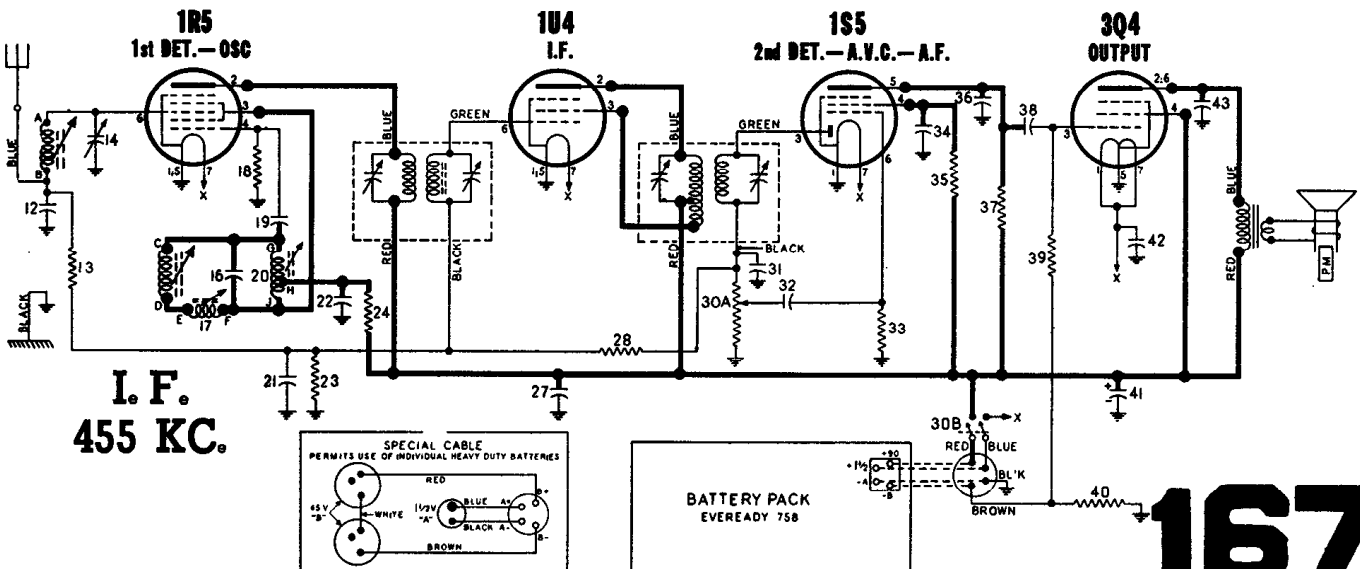 1R5
1st DET.—OSC
1U4
I.F.
1S5
2nd DET.—A.V.C.—A.F.
3Q4
OUTPUT
2
3
4
6
1,5
7
X
A
B
BLUE
14
12
13
18
19
C
D
E
F
G
H
J
16
17
20
22
24
BLACK
BLUE
GREEN
RED
BLACK
6
2
3
1,5
7
X
BLUE
GREEN
RED
BLACK
31
30A
32
33
3
5
4
6
1
7
X
34
35
36
37
38
39
3
2.6
4
1
5
7
X
42
43
BLUE
RED
P.M
21
23
28
27
41
I. F.
455 KC.
SPECIAL CABLE
PERMITS USE OF INDIVIDUAL HEAVY DUTY BATTERIES
RED
45 V
"B"
WHITE
1½V
"A"
BLUE A+
BLACK A-
B+
B-
BROWN
BATTERY PACK
EVEREADY 758
+90
+1½
-A
-B
30B
X
RED
BLUE
BL'K
BROWN
40
167